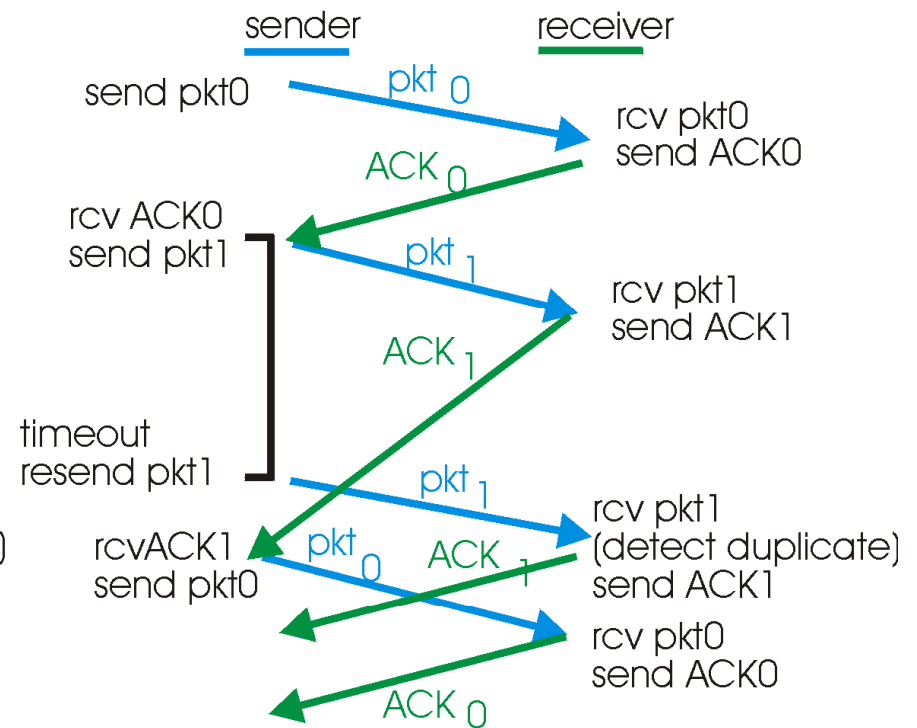 sender
receiver
send pkt0
pkt 0
rcv pkt0
send ACK0
ACK 0
rcv ACK0
send pkt1
pkt 1
rcv pkt1
send ACK1
ACK 1
timeout
resend pkt1
pkt 1
rcv pkt1
(detect duplicate)
send ACK1
)
rcvACK1
send pkt0
pkt 0
ACK 1
rcv pkt0
send ACK0
ACK 0